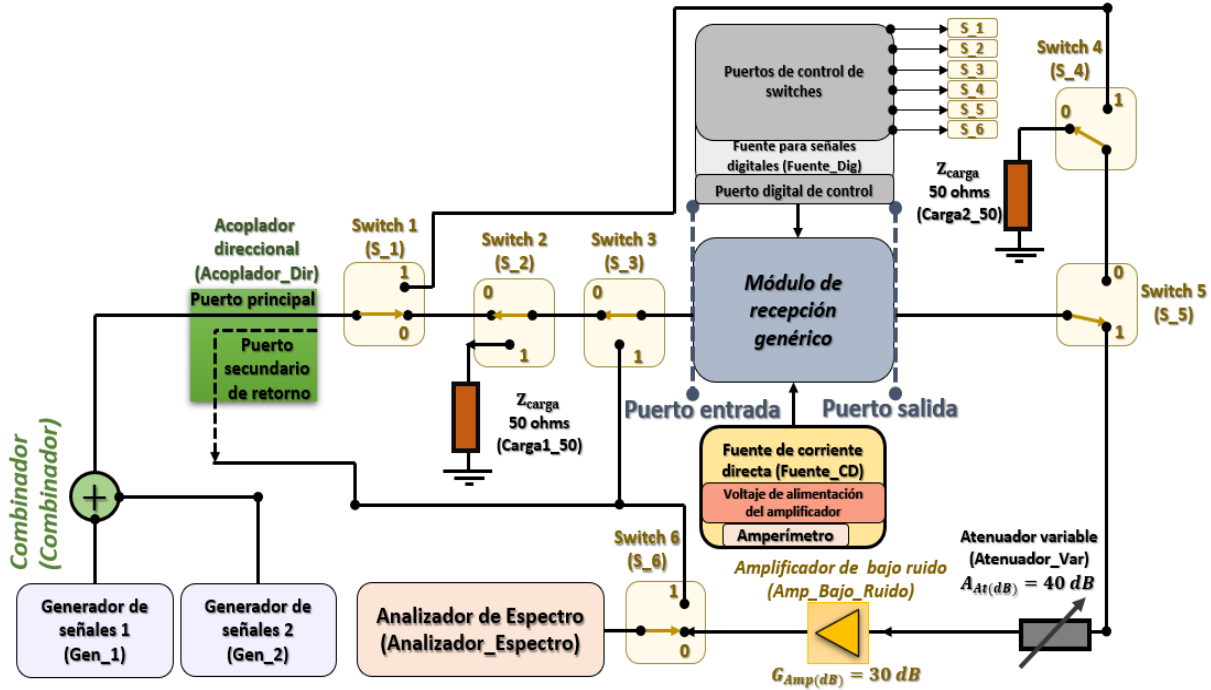 Puertos de control de
switches
S_1
S_2
S_3
S_4
S_5
S_6
Fuente para señales
digitales (Fuente_Dig)
Puerto digital de control
Switch 4
(S_4)
0
1
Z_carga
50 ohms
(Carga2_50)
Acoplador
direccional
(Acoplador_Dir)
Puerto principal
Puerto
secundario
de retorno
Switch 1
(S_1)
1
0
Switch 2
(S_2)
0
1
Switch 3
(S_3)
0
1
Z_carga
50 ohms
(Carga1_50)
Módulo de
recepción
genérico
Puerto entrada
Puerto salida
Switch 5
(S_5)
0
1
Fuente de corriente
directa (Fuente_CD)
Voltaje de alimentación
del amplificador
Amperímetro
Combinador
(Combinador)
+
Generador de
señales 1
(Gen_1)
Generador de
señales 2
(Gen_2)
Analizador de Espectro
(Analizador_Espectro)
Switch 6
(S_6)
1
0
Amplificador de bajo ruido
(Amp_Bajo_Ruido)
G_Amp(dB) = 30 dB
Atenuador variable
(Atenuador_Var)
A_At(dB) = 40 dB